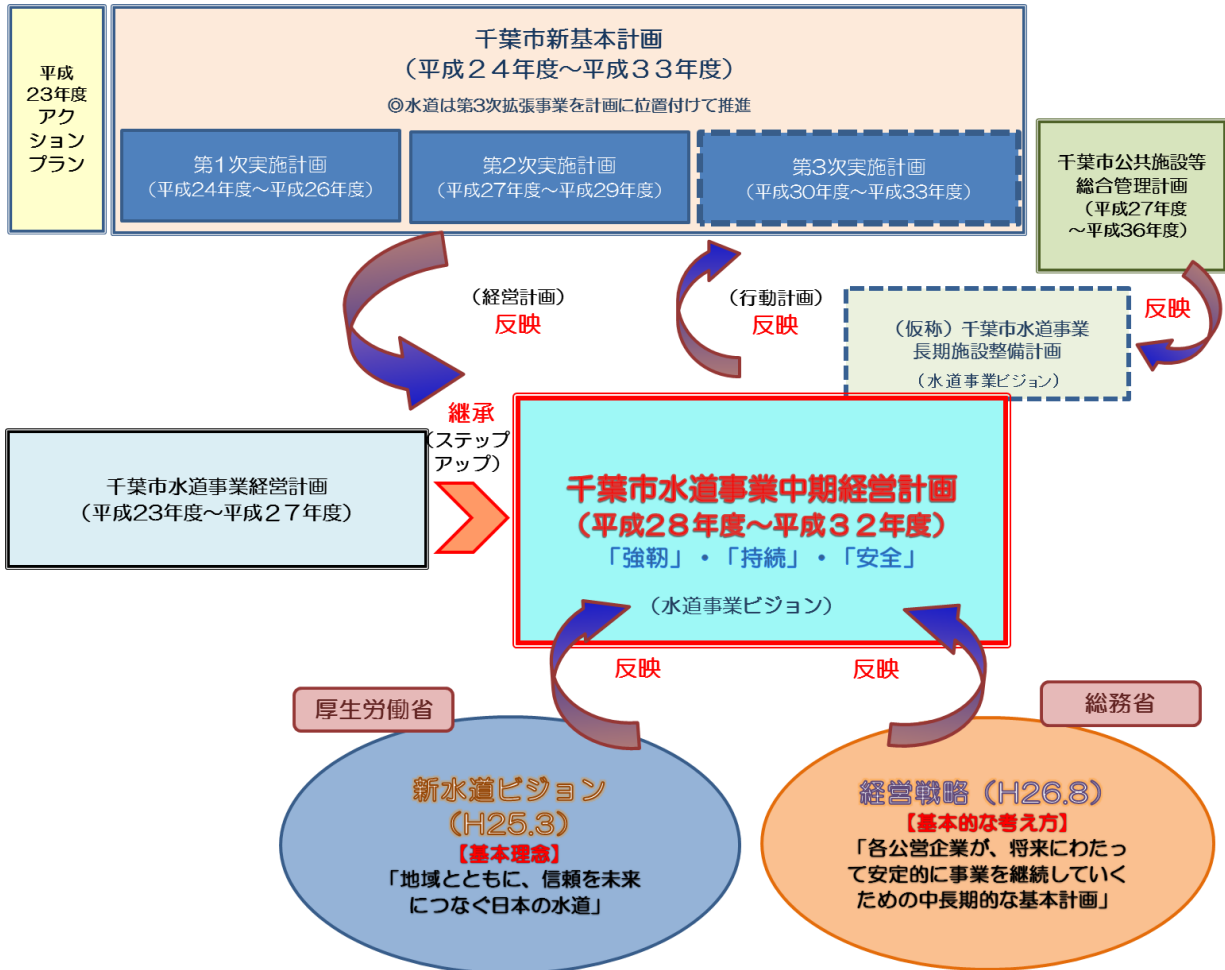 平成
23年度
アク
ション
プラン
千葉市新基本計画
（平成２４年度～平成３３年度）
◎水道は第3次拡張事業を計画に位置付けて推進
第１次実施計画
（平成24年度～平成26年度）
第２次実施計画
（平成27年度～平成29年度）
第３次実施計画
（平成30年度～平成33年度）
千葉市公共施設等
総合管理計画
（平成27年度
～平成36年度）
（経営計画）
反映
（行動計画）
反映
反映
（仮称）千葉市水道事業
長期施設整備計画
（水道事業ビジョン）
継承
（ステップ
アップ）
千葉市水道事業経営計画
（平成23年度～平成２７年度）
千葉市水道事業中期経営計画
（平成28年度～平成３２年度）
「強靭」・「持続」・「安全」
（水道事業ビジョン）
反映
反映
厚生労働省
総務省
新水道ビジョン
（H25.3）
【基本理念】
「地域とともに、信頼を未来
につなぐ日本の水道」
経営戦略（H26.8）
【基本的な考え方】
「各公営企業が、将来にわたっ
て安定的に事業を継続していく
ための中長期的な基本計画」